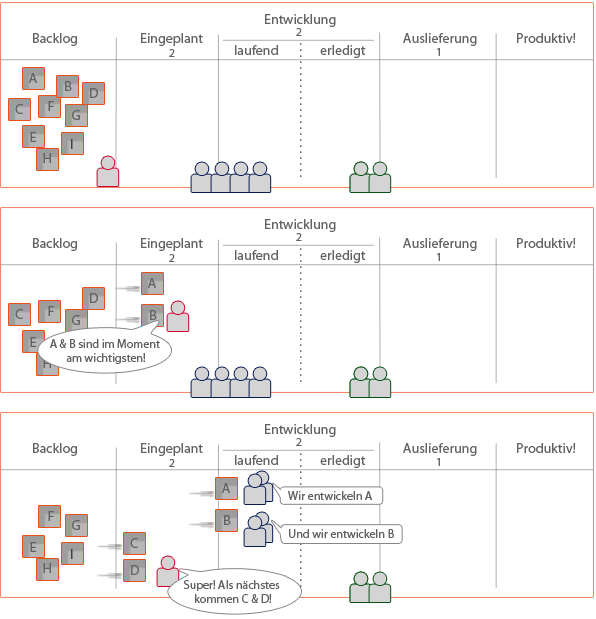 Entwicklung
Backlog Eingeplant 2 Auslieferung Produktiv!
2 laufend erledigt 1
A
B
D
C
F
G
E
I
H
Entwicklung
Backlog Eingeplant 2 Auslieferung Produktiv!
2 laufend erledigt 1
A
D
C
F
G
B
E
A & B sind im Moment
am wichtigsten!
H
Entwicklung
Backlog Eingeplant 2 Auslieferung Produktiv!
2 laufend erledigt 1
A
Wir entwickeln A
F
G
B
Und wir entwickeln B
E
I
C
H
D
Super! Als nächstes
kommen C & D!